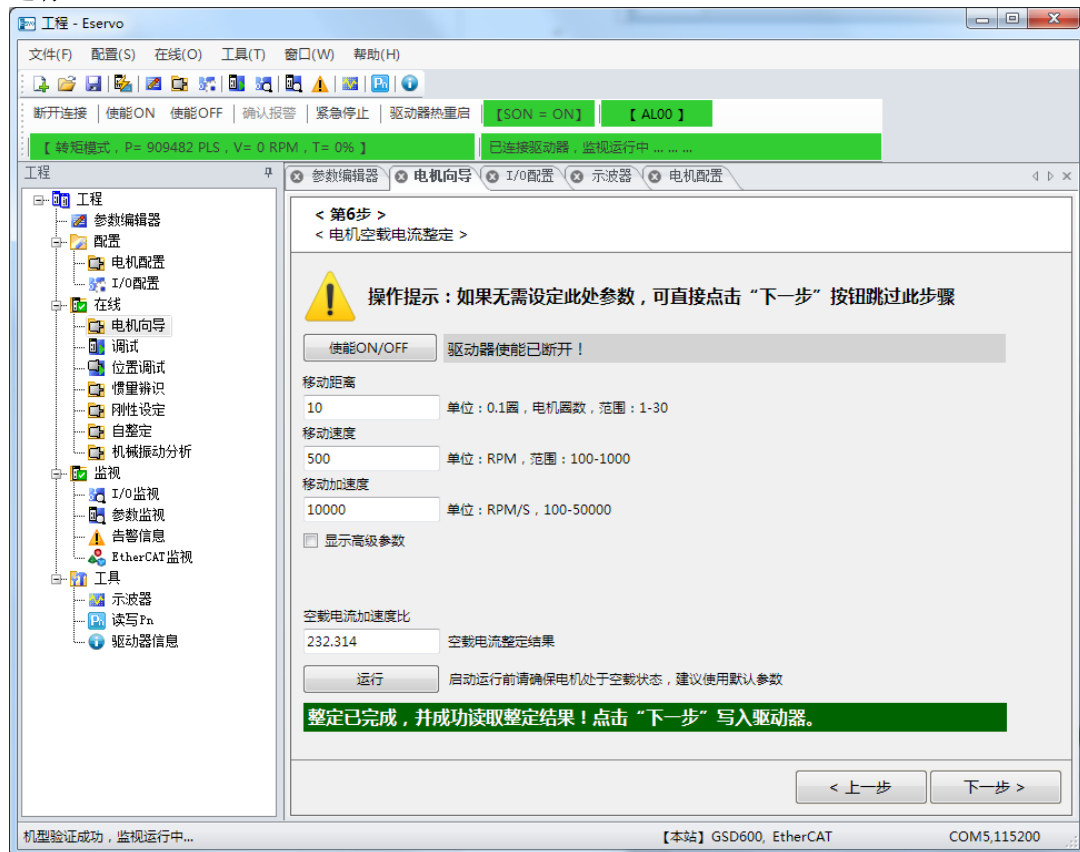 工程 - Eservo
文件(F) 配置(S) 在线(O) 工具(T) 窗口(W) 帮助(H)
断开连接 使能ON 使能OFF 确认报警 紧急停止 驱动器热重启 【SON = ON】 【 AL00 】
【 转矩模式，P= 909482 PLS，V= 0 RPM，T= 0% 】 已连接驱动器，监视运行中 ... ... ...
工程
参数编辑器 电机向导 I/O配置 示波器 电机配置
工程
参数编辑器
配置
电机配置
I/O配置
在线
电机向导
调试
位置调试
惯量辨识
刚性设定
自整定
机械振动分析
监视
I/O监视
参数监视
告警信息
EtherCAT监视
工具
示波器
读写Pn
驱动器信息
< 第6步 >
< 电机空载电流整定 >
操作提示：如果无需设定此处参数，可直接点击“下一步”按钮跳过此步骤
使能ON/OFF 驱动器使能已断开！
移动距离
10 单位：0.1圈，电机圈数，范围：1-30
移动速度
500 单位：RPM，范围：100-1000
移动加速度
10000 单位：RPM/S，100-50000
显示高级参数
空载电流加速度比
232.314 空载电流整定结果
运行 启动运行前请确保电机处于空载状态，建议使用默认参数
整定已完成，并成功读取整定结果！点击“下一步”写入驱动器。
< 上一步 下一步 >
机型验证成功，监视运行中... 【本站】GSD600, EtherCAT COM5,115200